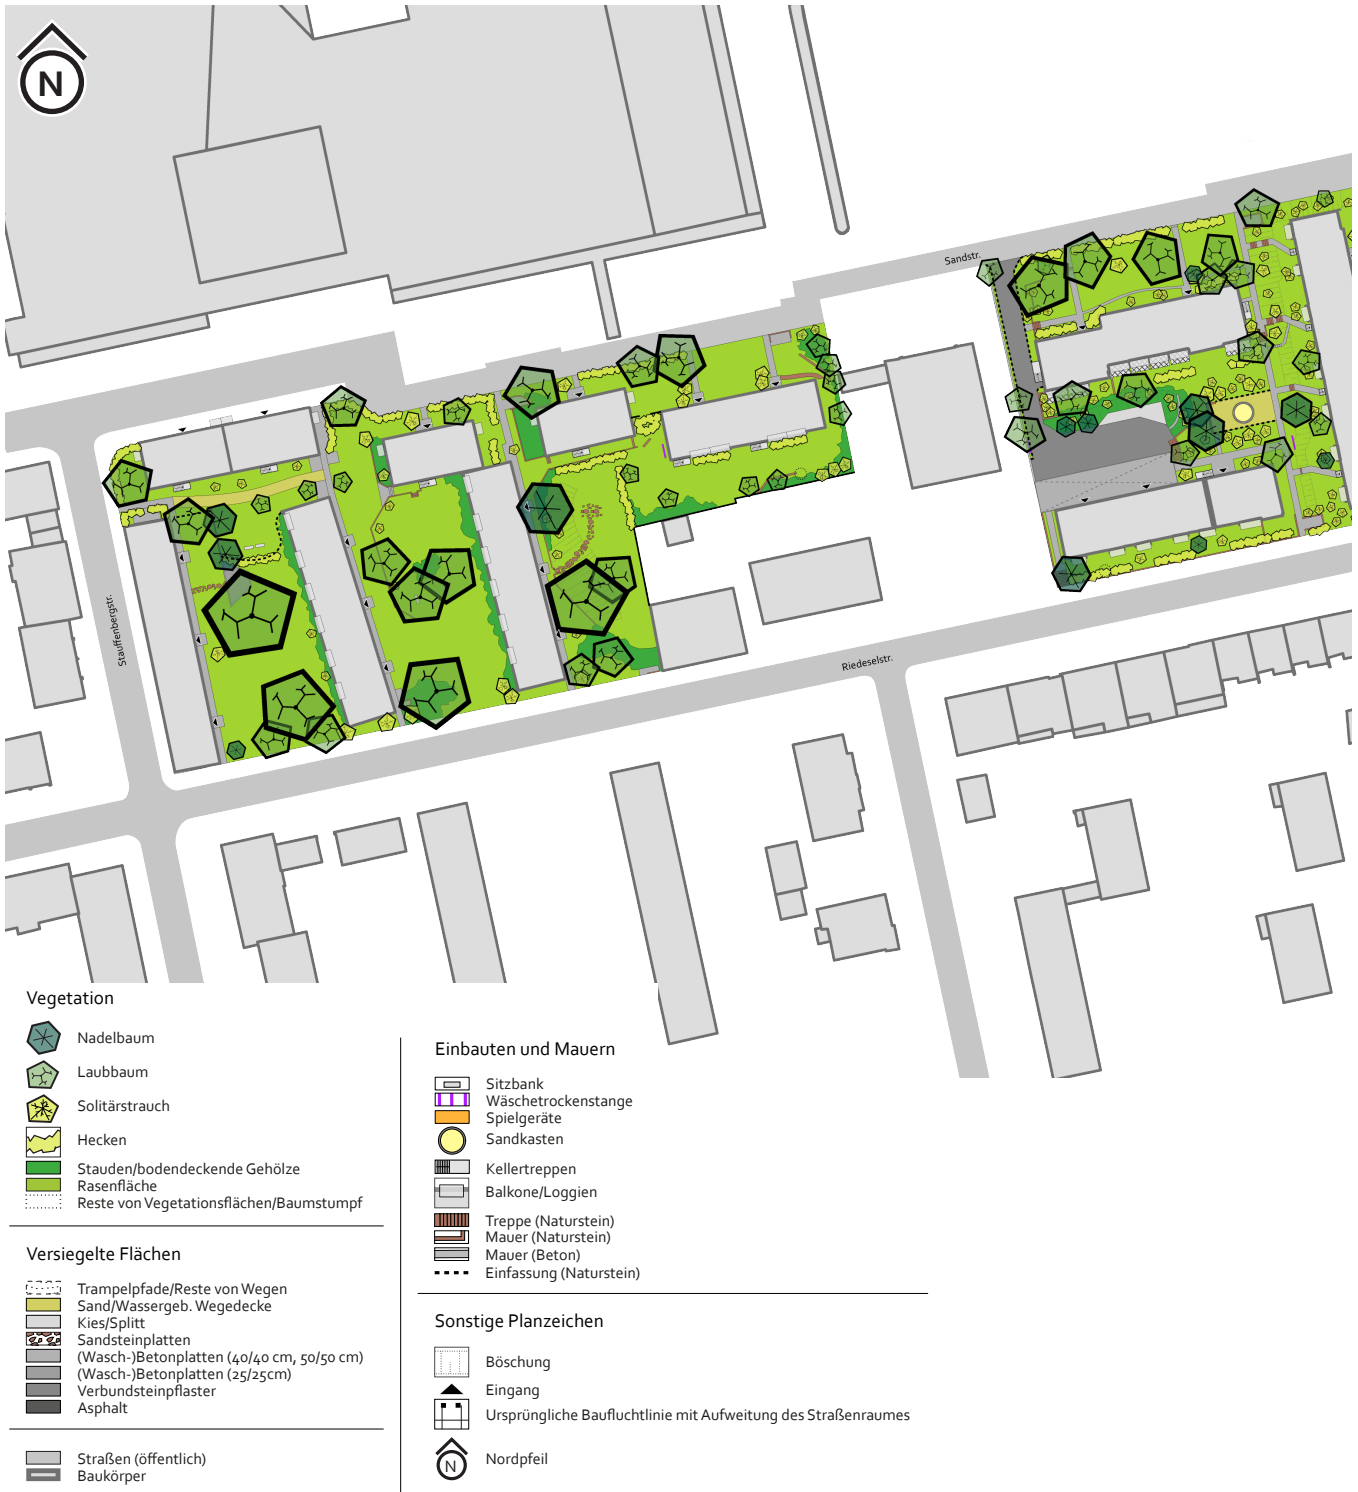 N
Sandstr.
Stauffenbergstr.
Riedeselstr.
Vegetation
Nadelbaum
Laubbaum
Solitärstrauch
Hecken
Stauden/bodendeckende Gehölze
Rasenfläche
Reste von Vegetationsflächen/Baumstumpf
Versiegelte Flächen
Trampelpfade/Reste von Wegen
Sand/Wassergeb. Wegedecke
Kies/Splitt
Sandsteinplatten
(Wasch-)Betonplatten (40/40 cm, 50/50 cm)
(Wasch-)Betonplatten (25/25cm)
Verbundsteinpflaster
Asphalt
Straßen (öffentlich)
Baukörper
Einbauten und Mauern
Sitzbank
Wäschetrockenstange
Spielgeräte
Sandkasten
Kellertreppen
Balkone/Loggien
Treppe (Naturstein)
Mauer (Naturstein)
Mauer (Beton)
Einfassung (Naturstein)
Sonstige Planzeichen
Böschung
Eingang
Ursprüngliche Baufluchtlinie mit Aufweitung des Straßenraumes
N
Nordpfeil